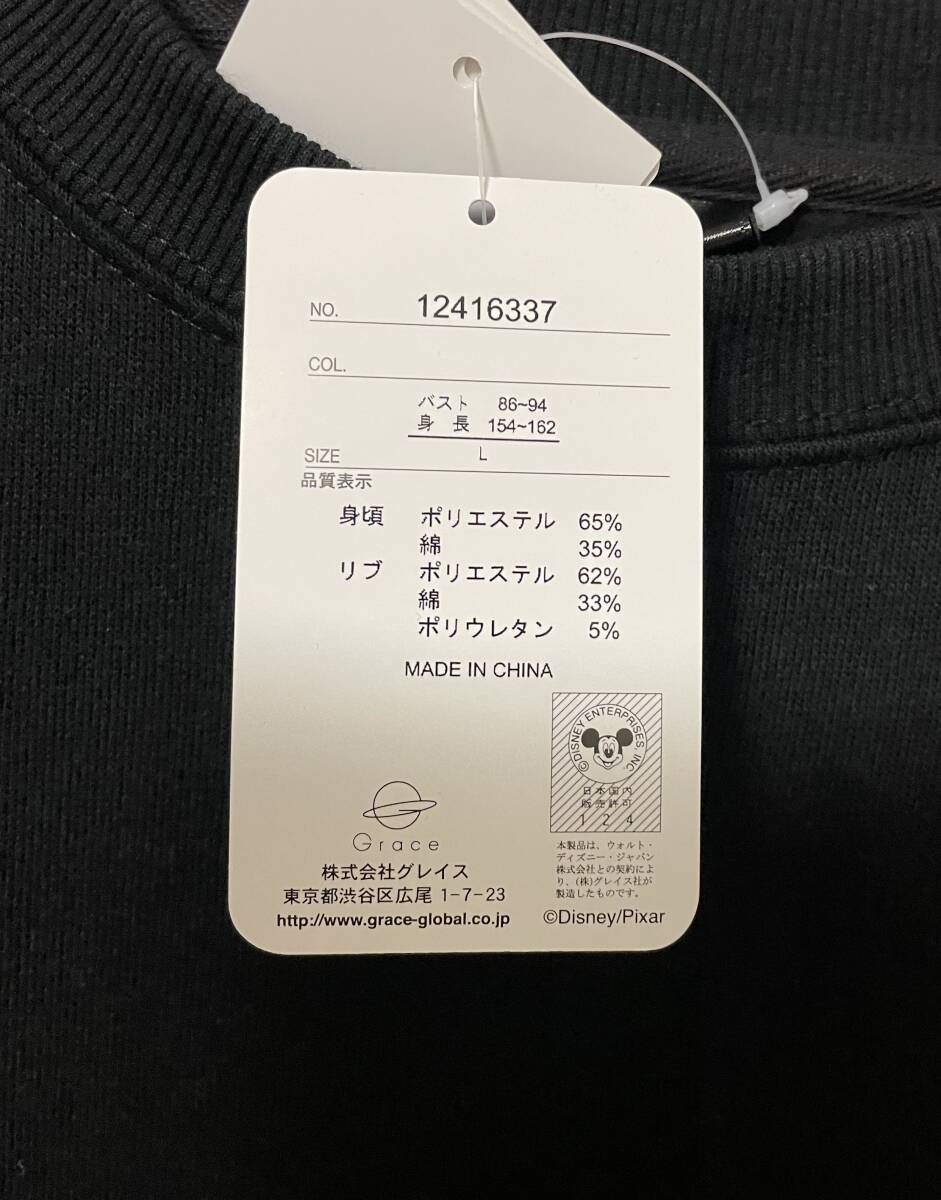 NO. 12416337
COL.
バスト 86~94
身長 154~162
SIZE L
品質表示
身頃 ポリエステル 65%
綿 35%
リブ ポリエステル 62%
綿 33%
ポリウレタン 5%
MADE IN CHINA
©DISNEY ENTERPRISES, INC.
日本国内
販売許可
1 2 4
Grace
株式会社グレイス
東京都渋谷区広尾 1-7-23
http://www.grace-global.co.jp
本製品は、ウォルト・
ディズニー・ジャパン
株式会社との契約によ
り、(株)グレイス社が
製造したものです。
©Disney/Pixar